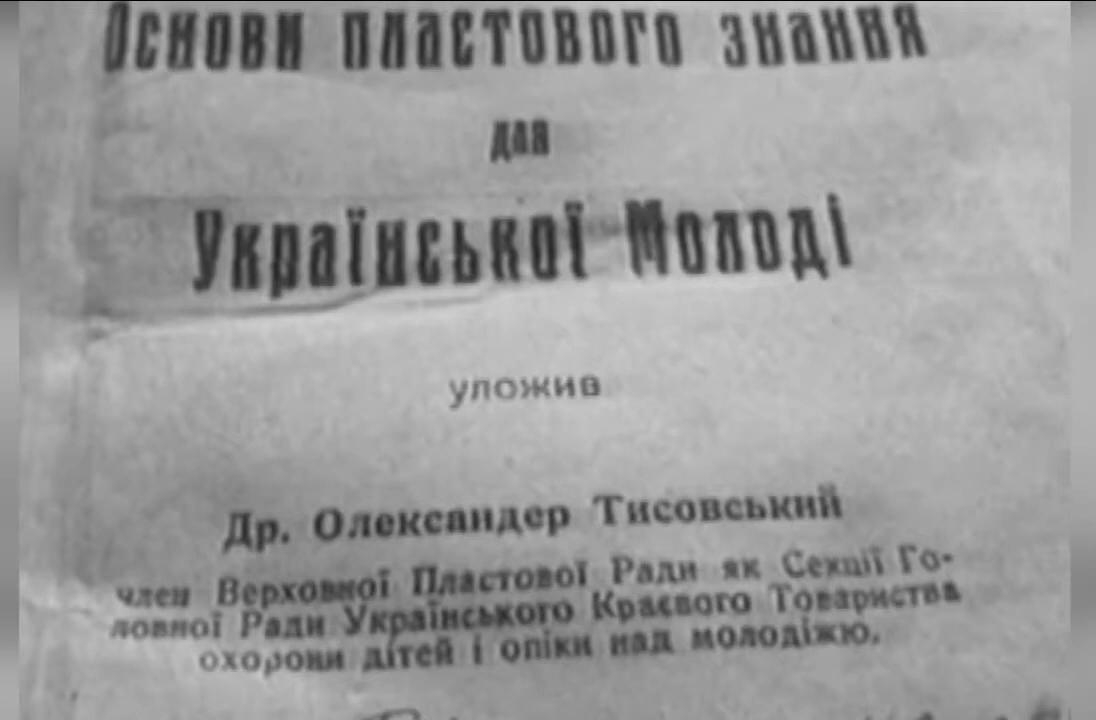 Основи пластового знання
для
Української Молоді
уложив
Др. Олександер Тисовський
член Верховної Пластової Ради як Секції Го-
ловної Ради Українського Краєвого Товариства
охорони дітей і опіки над молодіжю.